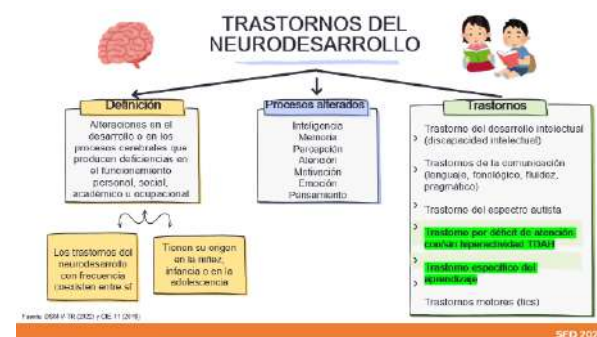 TRASTORNOS DEL
NEURODESARROLLO
Definición
Alteraciones en el
desarrollo o en los
procesos cerebrales que
producen deficiencias en
el funcionamiento
personal, social,
académico u ocupacional
Los trastornos del
neurodesarrollo
con frecuencia
coexisten entre sí
Tienen su origen
en la niñez,
infancia o en la
adolescencia
Procesos alterados
Inteligencia
Memoria
Percepción
Atención
Motivación
Emoción
Pensamiento
Trastornos
Trastorno del desarrollo intelectual
(discapacidad intelectual)
Trastornos de la comunicación
(lenguaje, fonológico, fluidez,
pragmático)
Trastorno del espectro autista
Trastorno por déficit de atención
con/sin hiperactividad TDAH
Trastorno específico del
aprendizaje
Trastornos motores (tics)
Fuente: DSM-V-TR (2022) y CIE-11 (2019)
SED 202